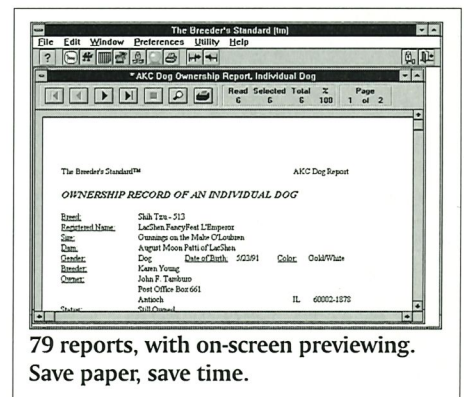 The Breeder's Standard [tm]
File Edit Window Preferences Utility Help
*AKC Dog Ownership Report, Individual Dog
Read Selected Total % Page
6 6 6 100 1 of 2
The Breeder's Standard™ AKC Dog Report
OWNERSHIP RECORD OF AN INDIVIDUAL DOG
Breed: Shih Tzu - 513
Registered Name: LacShen FancyFeet L'Emperor
Sire: Gunnings on the Make O'Loubren
Dam: August Moon Patti of LacShen
Gender: Dog Date of Birth: 5/23/91 Color: Gold/White
Breeder: Karen Young
Owner: John F. Tamburo
Post Office Box 661
Antioch IL 60002-1878
Status: Still Owned
79 reports, with on-screen previewing.
Save paper, save time.